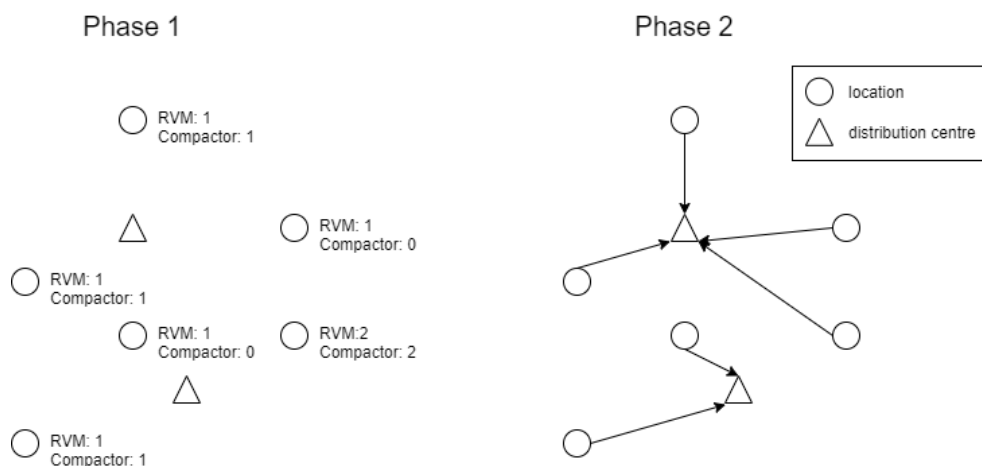 Phase 1
RVM: 1
Compactor: 1
RVM: 1
Compactor: 0
RVM: 1
Compactor: 1
RVM: 1
Compactor: 0
RVM:2
Compactor: 2
RVM: 1
Compactor: 1
Phase 2
location
distribution centre